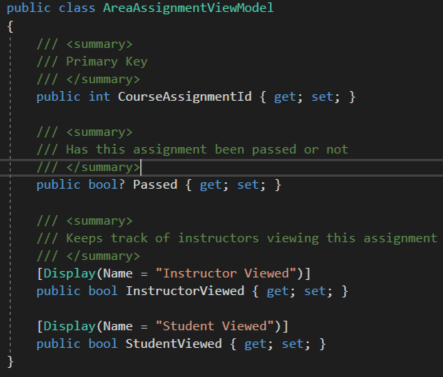 public class AreaAssignmentViewModel
{
/// <summary>
/// Primary Key
/// </summary>
public int CourseAssignmentId { get; set; }
/// <summary>
/// Has this assignment been passed or not
/// </summary>
public bool? Passed { get; set; }
/// <summary>
/// Keeps track of instructors viewing this assignment
/// </summary>
[Display(Name = "Instructor Viewed")]
public bool InstructorViewed { get; set; }
[Display(Name = "Student Viewed")]
public bool StudentViewed { get; set; }
}